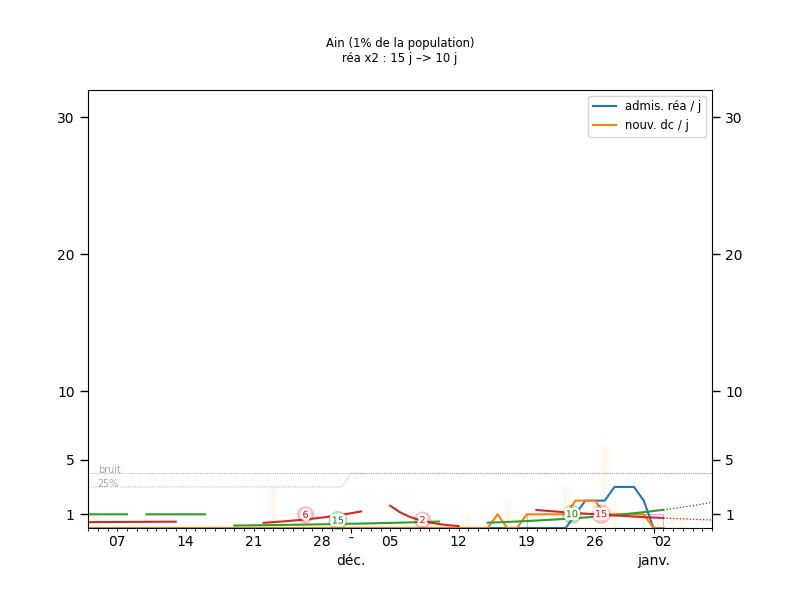 Ain (1% de la population)
réa x2 : 15 j –> 10 j
admis. réa / j
nouv. dc / j
30 30
20 20
10 10
5 5
bruit
25%
1 1
6 15 2 10 15
07 14 21 28 - 05 12 19 26 02
déc. janv.